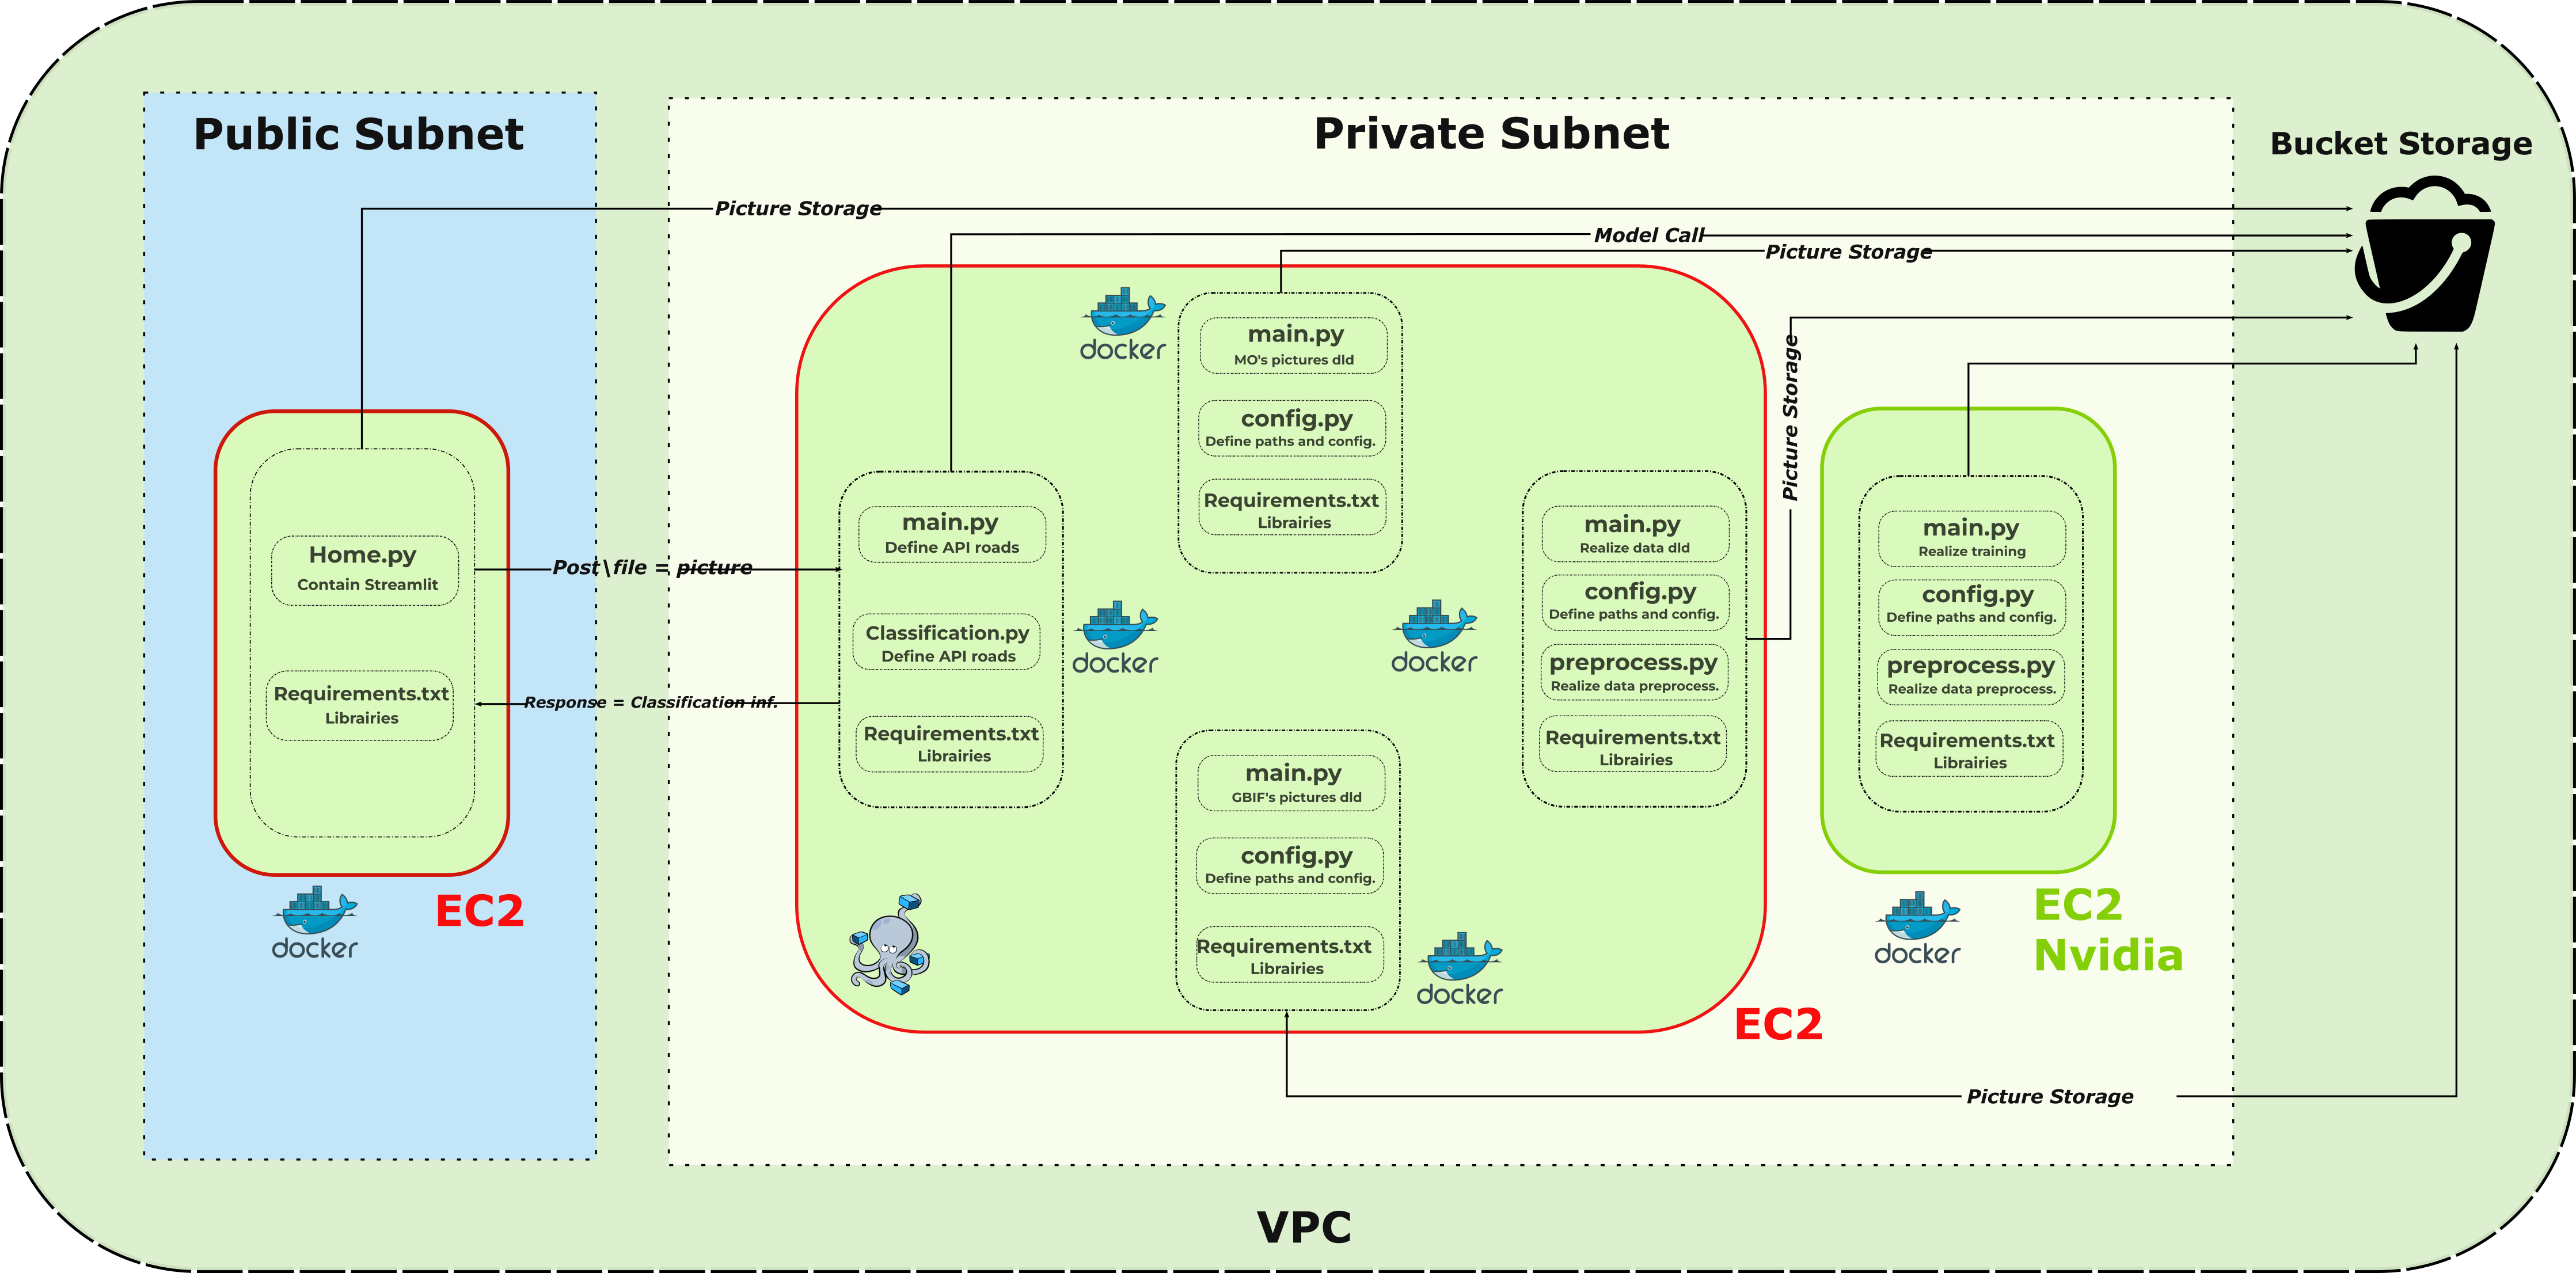 Public Subnet
Private Subnet
Bucket Storage
Picture Storage
Model Call
Picture Storage
Picture Storage
Home.py
Contain Streamlit
Requirements.txt
Librairies
docker
EC2
Post\file = picture
Response = Classification inf.
main.py
Define API roads
Classification.py
Define API roads
Requirements.txt
Librairies
docker
docker
main.py
MO's pictures dld
config.py
Define paths and config.
Requirements.txt
Librairies
docker
main.py
Realize data dld
config.py
Define paths and config.
preprocess.py
Realize data preprocess.
Requirements.txt
Librairies
main.py
GBIF's pictures dld
config.py
Define paths and config.
Requirements.txt
Librairies
docker
EC2
main.py
Realize training
config.py
Define paths and config.
preprocess.py
Realize data preprocess.
Requirements.txt
Librairies
docker
EC2
Nvidia
Picture Storage
VPC